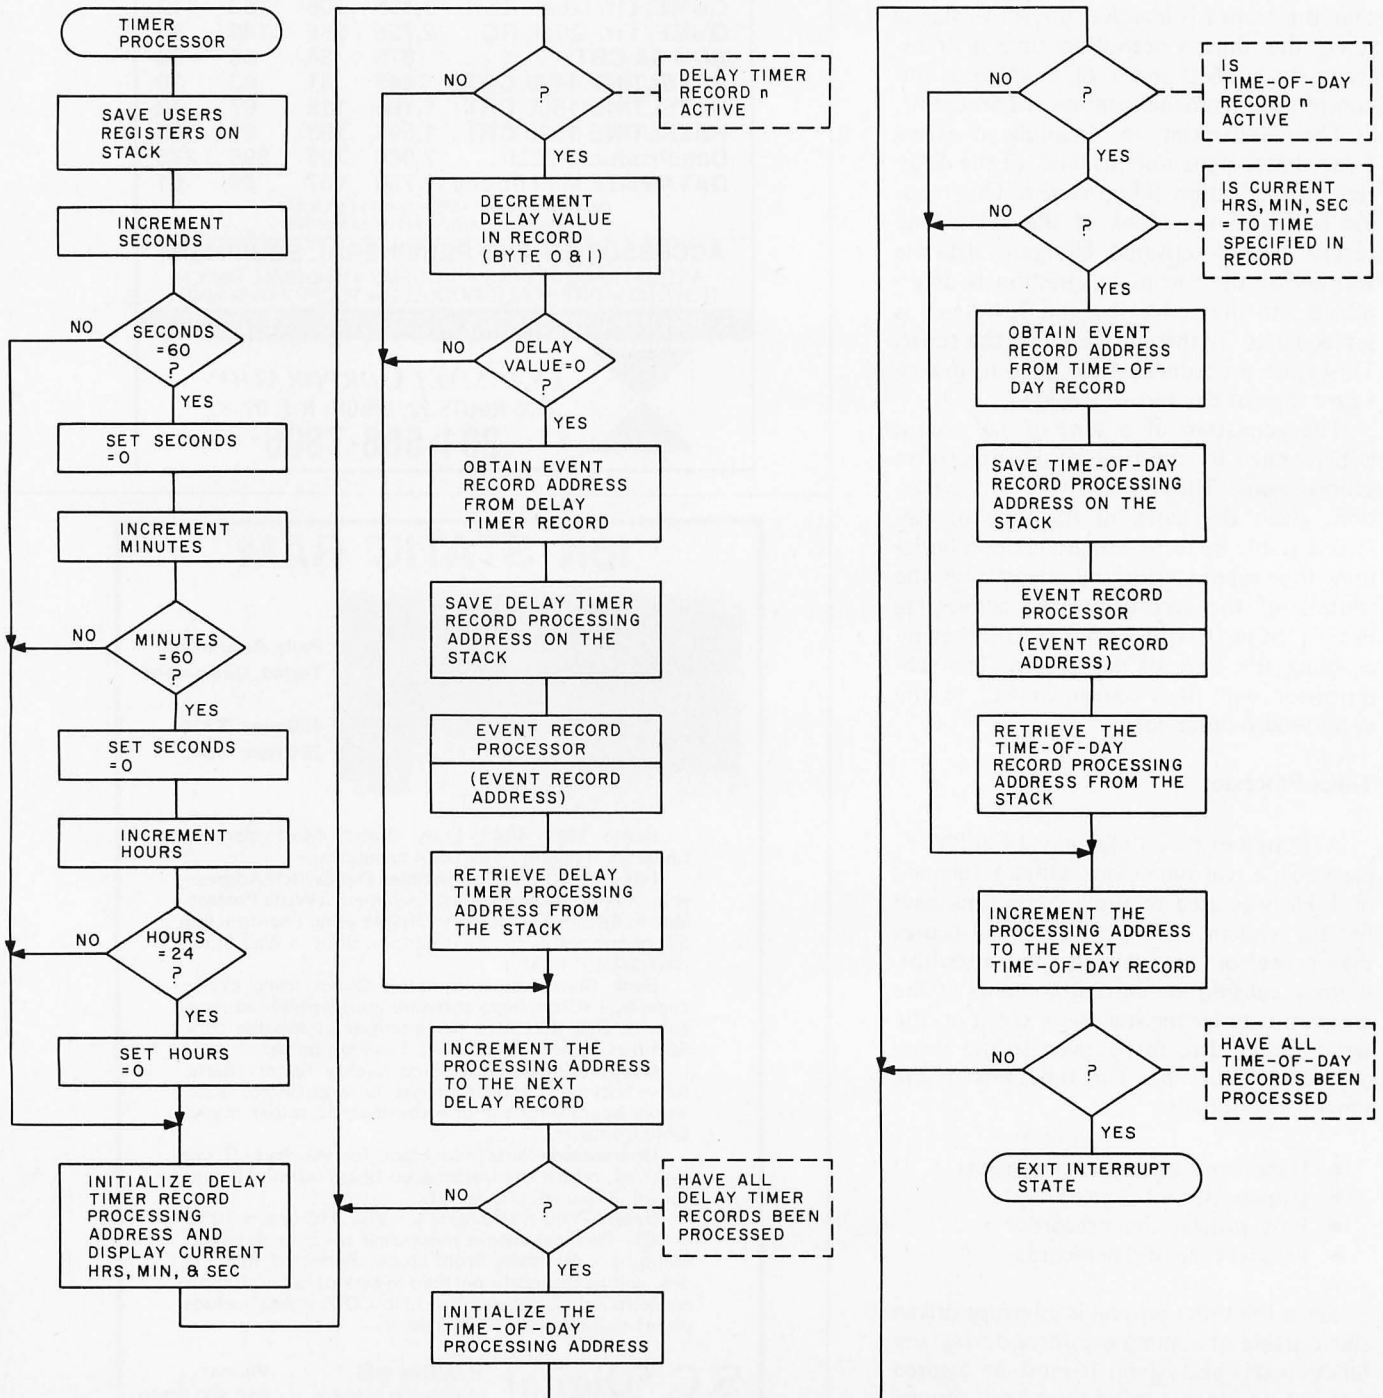 TIMER
PROCESSOR
SAVE USERS
REGISTERS ON
STACK
INCREMENT
SECONDS
NO
SECONDS
=60
?
YES
SET SECONDS
=0
INCREMENT
MINUTES
NO
MINUTES
=60
?
YES
SET SECONDS
=0
INCREMENT
HOURS
NO
HOURS
=24
?
YES
SET HOURS
=0
INITIALIZE DELAY
TIMER RECORD
PROCESSING
ADDRESS AND
DISPLAY CURRENT
HRS, MIN, & SEC
NO
?
DELAY TIMER
RECORD n
ACTIVE
YES
DECREMENT
DELAY VALUE
IN RECORD
(BYTE 0 & 1)
NO
DELAY
VALUE=0
?
YES
OBTAIN EVENT
RECORD ADDRESS
FROM DELAY
TIMER RECORD
SAVE DELAY TIMER
RECORD PROCESSING
ADDRESS ON THE
STACK
EVENT RECORD
PROCESSOR
(EVENT RECORD
ADDRESS)
RETRIEVE DELAY
TIMER PROCESSING
ADDRESS FROM
THE STACK
INCREMENT THE
PROCESSING ADDRESS
TO THE NEXT
DELAY RECORD
NO
?
HAVE ALL
DELAY TIMER
RECORDS BEEN
PROCESSED
YES
INITIALIZE THE
TIME-OF-DAY
PROCESSING ADDRESS
NO
?
IS
TIME-OF-DAY
RECORD n
ACTIVE
YES
NO
?
IS CURRENT
HRS, MIN, SEC
= TO TIME
SPECIFIED IN
RECORD
YES
OBTAIN EVENT
RECORD ADDRESS
FROM TIME-OF-
DAY RECORD
SAVE TIME-OF-DAY
RECORD PROCESSING
ADDRESS ON THE
STACK
EVENT RECORD
PROCESSOR
(EVENT RECORD
ADDRESS)
RETRIEVE THE
TIME-OF-DAY
RECORD PROCESSING
ADDRESS FROM THE
STACK
INCREMENT THE
PROCESSING ADDRESS
TO THE NEXT
TIME-OF-DAY RECORD
NO
?
HAVE ALL
TIME-OF-DAY
RECORDS BEEN
PROCESSED
YES
EXIT INTERRUPT
STATE